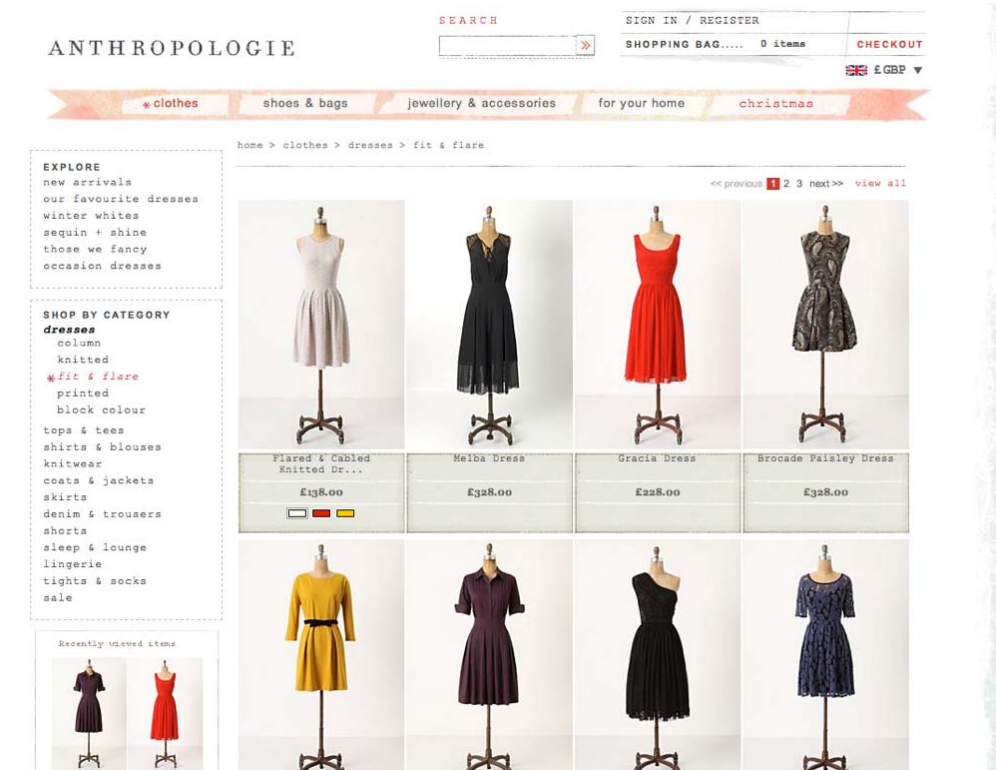 SEARCH
SIGN IN / REGISTER
ANTHROPOLOGIE
»
SHOPPING BAG..... 0 items CHECKOUT
£GBP ▼
* clothes shoes & bags jewellery & accessories for your home christmas
home > clothes > dresses > fit & flare
<< previous 1 2 3 next >> view all
EXPLORE
new arrivals
our favourite dresses
winter whites
sequin + shine
those we fancy
occasion dresses
SHOP BY CATEGORY
dresses
column
knitted
* fit & flare
printed
block colour
tops & tees
shirts & blouses
knitwear
coats & jackets
skirts
denim & trousers
shorts
sleep & lounge
lingerie
tights & socks
sale
Recently viewed items
Flared & Cabled
Knitted Dr...
£138.00
Melba Dress
£328.00
Gracia Dress
£228.00
Brocade Paisley Dress
£328.00